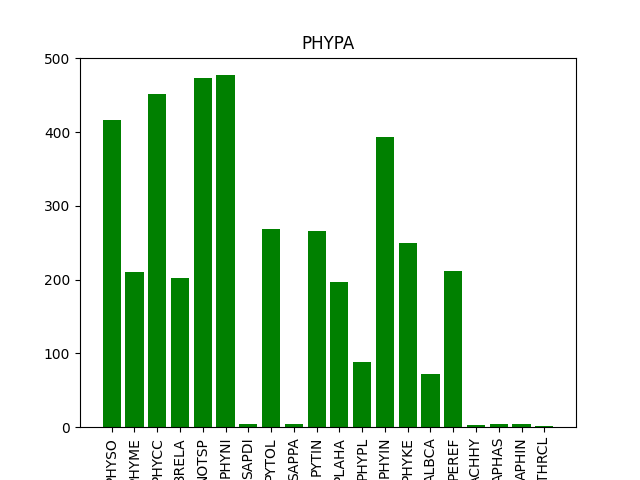 PHYPA
500
400
300
200
100
0
PHYSO
PHYME
PHYCC
BRELA
NOTSP
PHYNI
SAPDI
PYTOL
SAPPA
PYTIN
PLAHA
PHYPL
PHYIN
PHYKE
ALBCA
PEREF
ACHHY
APHAS
APHIN
THRCL